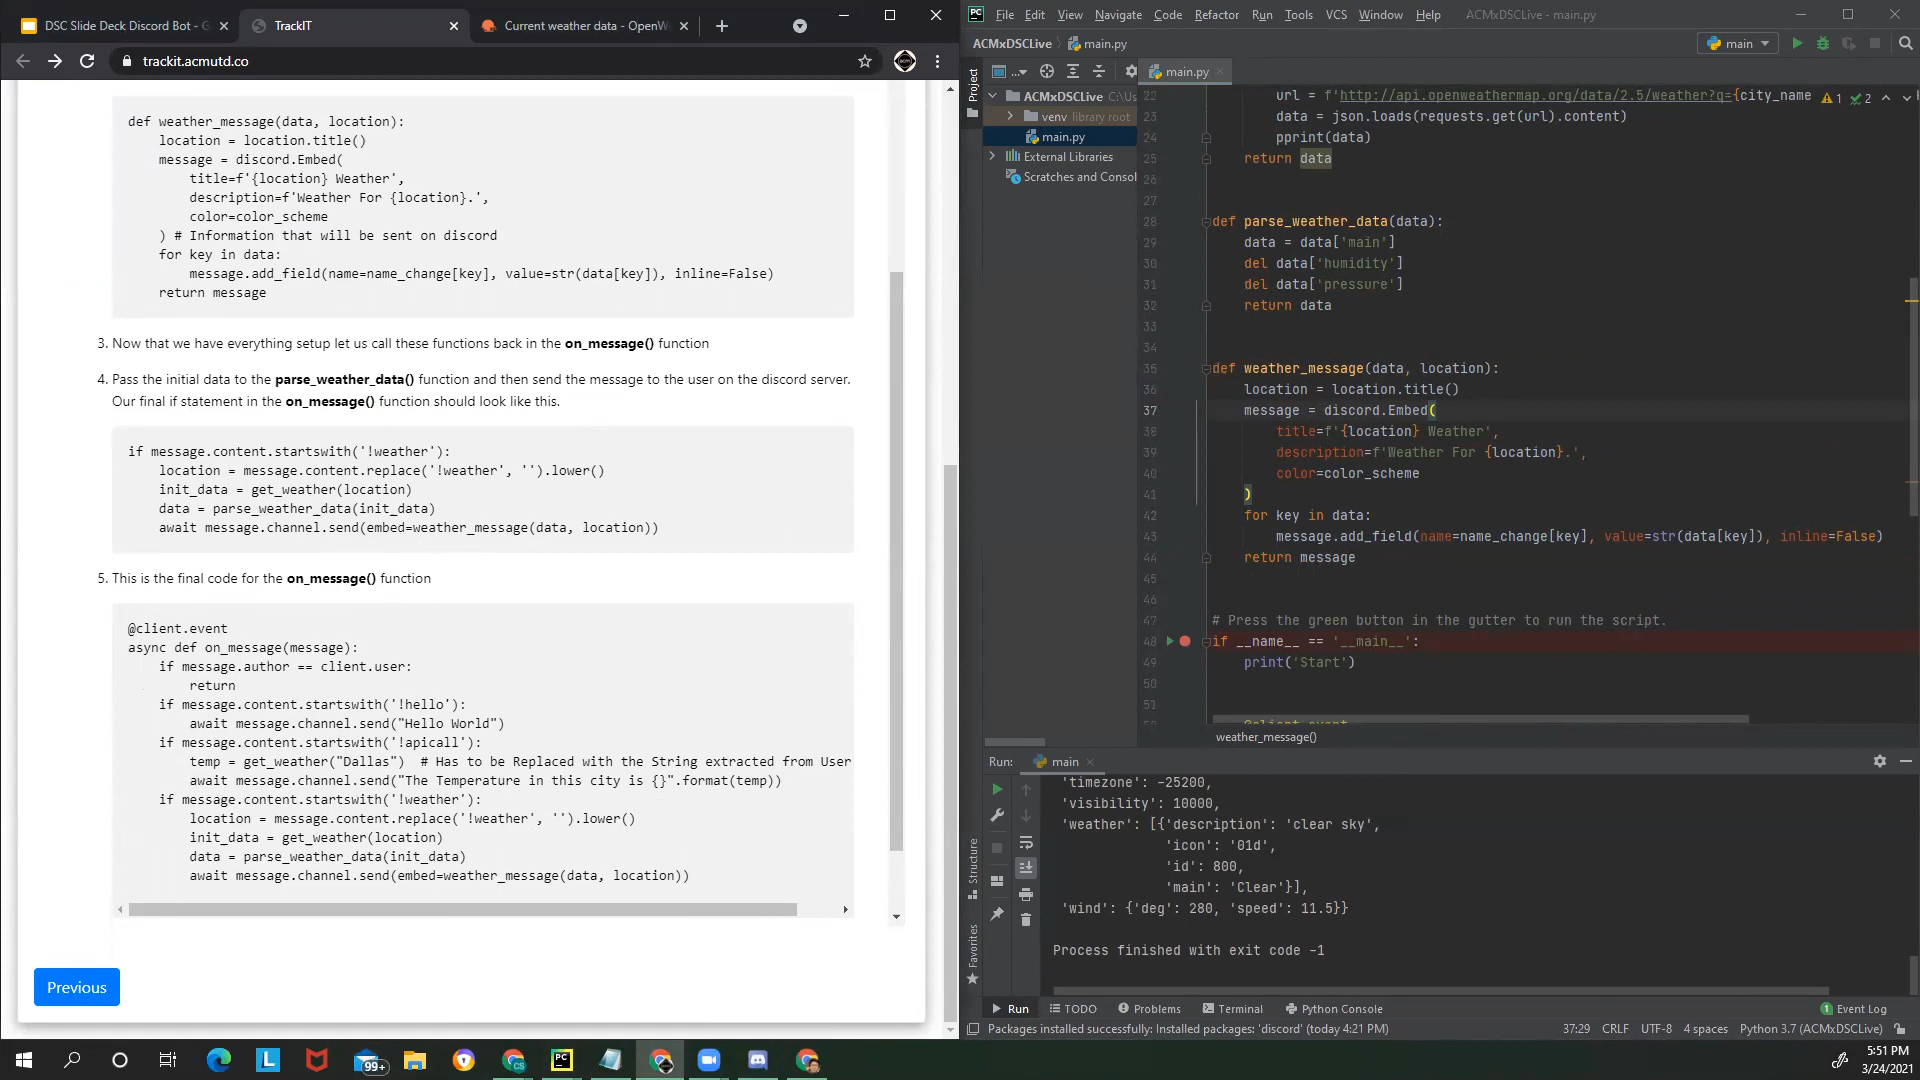 DSC Slide Deck Discord Bot - G
TrackIT
Current weather data - OpenW
trackit.acmutd.co
def weather_message(data, location):
    location = location.title()
    message = discord.Embed(
        title=f'{location} Weather',
        description=f'Weather For {location}.',
        color=color_scheme
    ) # Information that will be sent on discord
    for key in data:
        message.add_field(name=name_change[key], value=str(data[key]), inline=False)
    return message
3. Now that we have everything setup let us call these functions back in the on_message() function
4. Pass the initial data to the parse_weather_data() function and then send the message to the user on the discord server.
Our final if statement in the on_message() function should look like this.
if message.content.startswith('!weather'):
    location = message.content.replace('!weather', '').lower()
    init_data = get_weather(location)
    data = parse_weather_data(init_data)
    await message.channel.send(embed=weather_message(data, location))
5. This is the final code for the on_message() function
@client.event
async def on_message(message):
    if message.author == client.user:
        return
    if message.content.startswith('!hello'):
        await message.channel.send("Hello World")
    if message.content.startswith('!apicall'):
        temp = get_weather("Dallas")  # Has to be Replaced with the String extracted from User
        await message.channel.send("The Temperature in this city is {}".format(temp))
    if message.content.startswith('!weather'):
        location = message.content.replace('!weather', '').lower()
        init_data = get_weather(location)
        data = parse_weather_data(init_data)
        await message.channel.send(embed=weather_message(data, location))
Previous
PC File Edit View Navigate Code Refactor Run Tools VCS Window Help ACMxDSCLive - main.py
ACMxDSCLive main.py
main
Project
...
main.py
ACMxDSCLive C:\Us
venv library root
main.py
External Libraries
Scratches and Consol
22 url = f'http://api.openweathermap.org/data/2.5/weather?q={city_name
1 2
23 data = json.loads(requests.get(url).content)
24 pprint(data)
25 return data
26
27
28 def parse_weather_data(data):
29 data = data['main']
30 del data['humidity']
31 del data['pressure']
32 return data
33
34
35 def weather_message(data, location):
36 location = location.title()
37 message = discord.Embed(
38 title=f'{location} Weather',
39 description=f'Weather For {location}.',
40 color=color_scheme
41 )
42 for key in data:
43 message.add_field(name=name_change[key], value=str(data[key]), inline=False)
44 return message
45
46
47 # Press the green button in the gutter to run the script.
48 if __name__ == '__main__':
49 print('Start')
50
51
@client.event
weather_message()
Run: main
'timezone': -25200,
'visibility': 10000,
'weather': [{'description': 'clear sky',
'icon': '01d',
'id': 800,
'main': 'Clear'}],
'wind': {'deg': 280, 'speed': 11.5}}
Process finished with exit code -1
Structure
Favorites
Run TODO Problems Terminal Python Console 1 Event Log
Packages installed successfully: Installed packages: 'discord' (today 4:21 PM) 37:29 CRLF UTF-8 4 spaces Python 3.7 (ACMxDSCLive)
L
99+
CS
PC
5:51 PM
3/24/2021